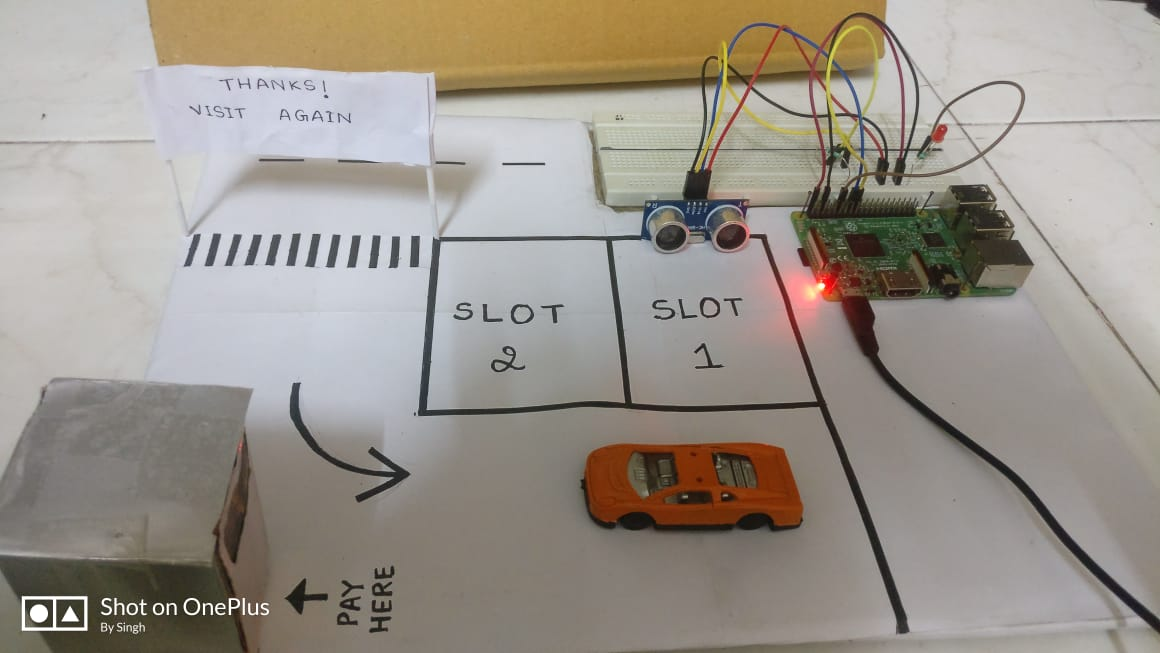 THANKS!
VISIT AGAIN
SLOT
2
SLOT
1
PAY
HERE
Shot on OnePlus
By Singh